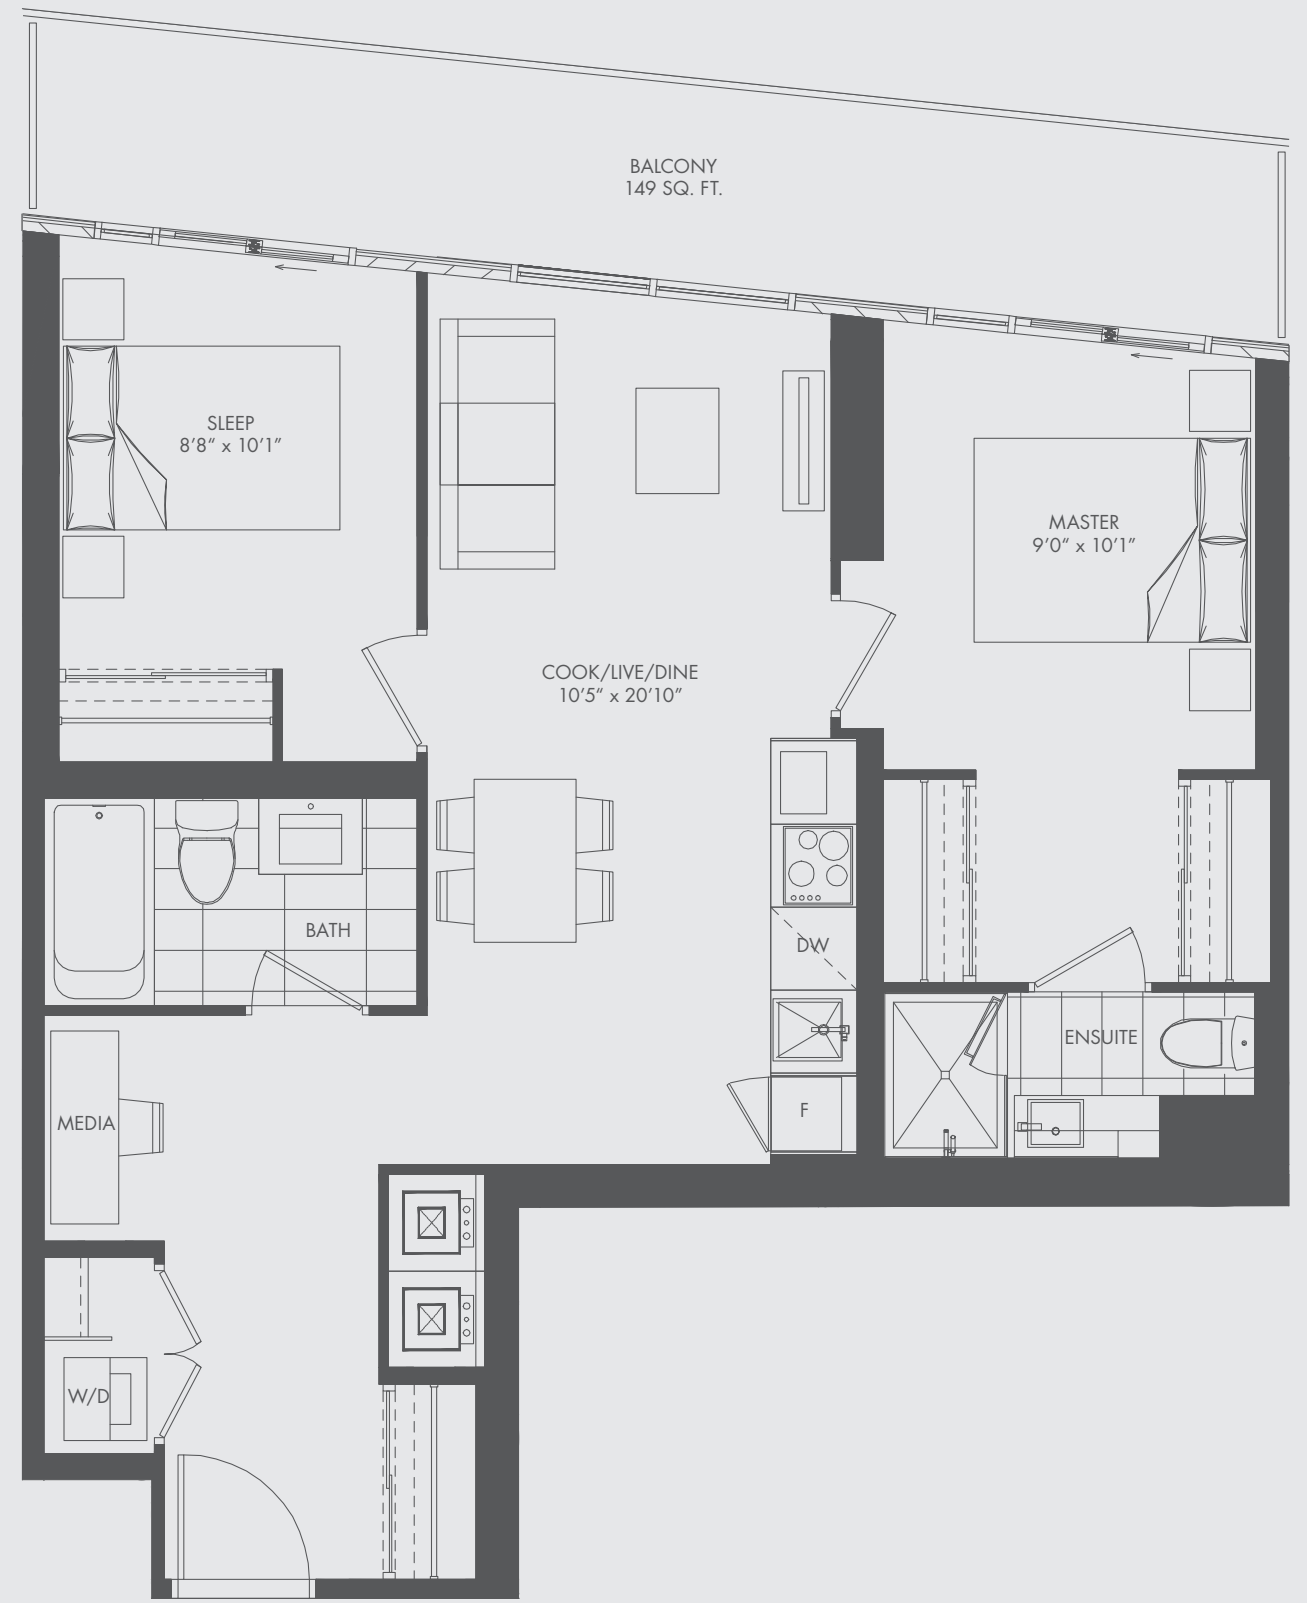 BALCONY
149 SQ. FT.
SLEEP
8’8“ x 10’1”
MASTER
9’0“ x 10’1”
COOK/LIVE/DINE
10’5“ x 20’10”
BATH
DW
ENSUITE
F
MEDIA
W/D